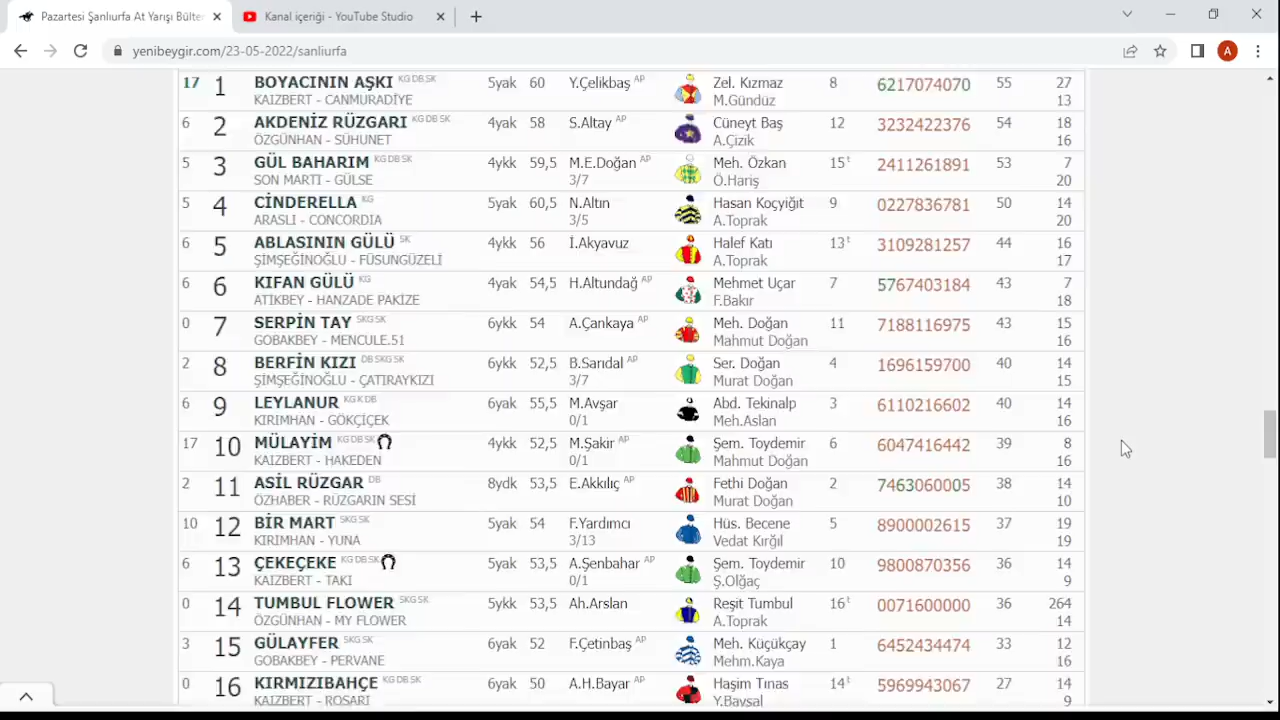 Pazartesi Şanlıurfa At Yarışı Bülter
Kanal içeriği - YouTube Studio
yenibeygir.com/23-05-2022/sanliurfa
A
17 1 BOYACININ AŞKI KG DB SK 5yak 60 Y.Çelikbaş AP Zel. Kızmaz 8 6217074070 55 27
KAIZBERT - CANMURADİYE M.Gündüz 13
6 2 AKDENİZ RÜZGARI KG DB SK 4yak 58 S.Altay AP Cüneyt Baş 12 3232422376 54 18
ÖZGÜNHAN - SÜHUNET A.Çizik 16
5 3 GÜL BAHARIM KG DB SK 4ykk 59,5 M.E.Doğan AP Meh. Özkan 15t 2411261891 53 7
SON MARTI - GÜLSE 3/7 Ö.Hariş 20
5 4 CİNDERELLA KG 5yak 60,5 N.Altın Hasan Koçyiğıt 9 0227836781 50 14
ARASLI - CONCORDIA 3/5 A.Toprak 20
6 5 ABLASININ GÜLÜ SK 4ykk 56 İ.Akyavuz Halef Katı 13t 3109281257 44 16
ŞİMŞEĞİNOĞLU - FÜSUNGÜZELİ A.Toprak 17
6 6 KIFAN GÜLÜ KG 4yak 54,5 H.Altundağ AP Mehmet Uçar 7 5767403184 43 7
ATİKBEY - HANZADE PAKİZE F.Bakır 18
0 7 SERPİN TAY SKG SK 6ykk 54 A.Çankaya AP Meh. Doğan 11 7188116975 43 15
GOBAKBEY - MENCULE.51 Mahmut Doğan 16
2 8 BERFİN KIZI DB SKG SK 6ykk 52,5 B.Sarıdal AP Ser. Doğan 4 1696159700 40 14
ŞİMŞEĞİNOĞLU - ÇATIRAYKIZI 3/7 Murat Doğan 15
6 9 LEYLANUR KG K DB 6yak 55,5 M.Avşar Abd. Tekinalp 3 6110216602 40 14
KIRIMHAN - GÖKÇİÇEK 0/1 Meh.Aslan 16
17 10 MÜLAYİM KG DB SK 4ykk 52,5 M.Şakir AP Şem. Toydemir 6 6047416442 39 8
KAIZBERT - HAKEDEN 0/1 Mahmut Doğan 16
2 11 ASİL RÜZGAR DB 8ydk 53,5 E.Akkılıç AP Fethi Doğan 2 7463060005 38 14
ÖZHABER - RÜZGARIN SESİ Murat Doğan 10
10 12 BİR MART SKG SK 5yak 54 F.Yardımcı Hüs. Becene 5 8900002615 37 19
KIRIMHAN - YUNA 3/13 Vedat Kırğıl 19
6 13 ÇEKEÇEKE KG DB SK 5yak 53,5 A.Şenbahar AP Şem. Toydemir 10 9800870356 36 14
KAIZBERT - TAKI 0/1 Ş.Olğaç 9
0 14 TUMBUL FLOWER SKG SK 5ykk 53,5 Ah.Arslan Reşit Tumbul 16t 0071600000 36 264
ÖZGÜNHAN - MY FLOWER A.Toprak 14
3 15 GÜLAYFER SKG SK 6yak 52 F.Çetinbaş AP Meh. Küçükçay 1 6452434474 33 12
GOBAKBEY - PERVANE Mehm.Kaya 16
0 16 KIRMIZIBAHÇE KG DB SK 6yak 50 A.H.Bayar AP Haşim Tınas 14t 5969943067 27 14
KAIZBERT - ROSARİ Y.Baysal 9